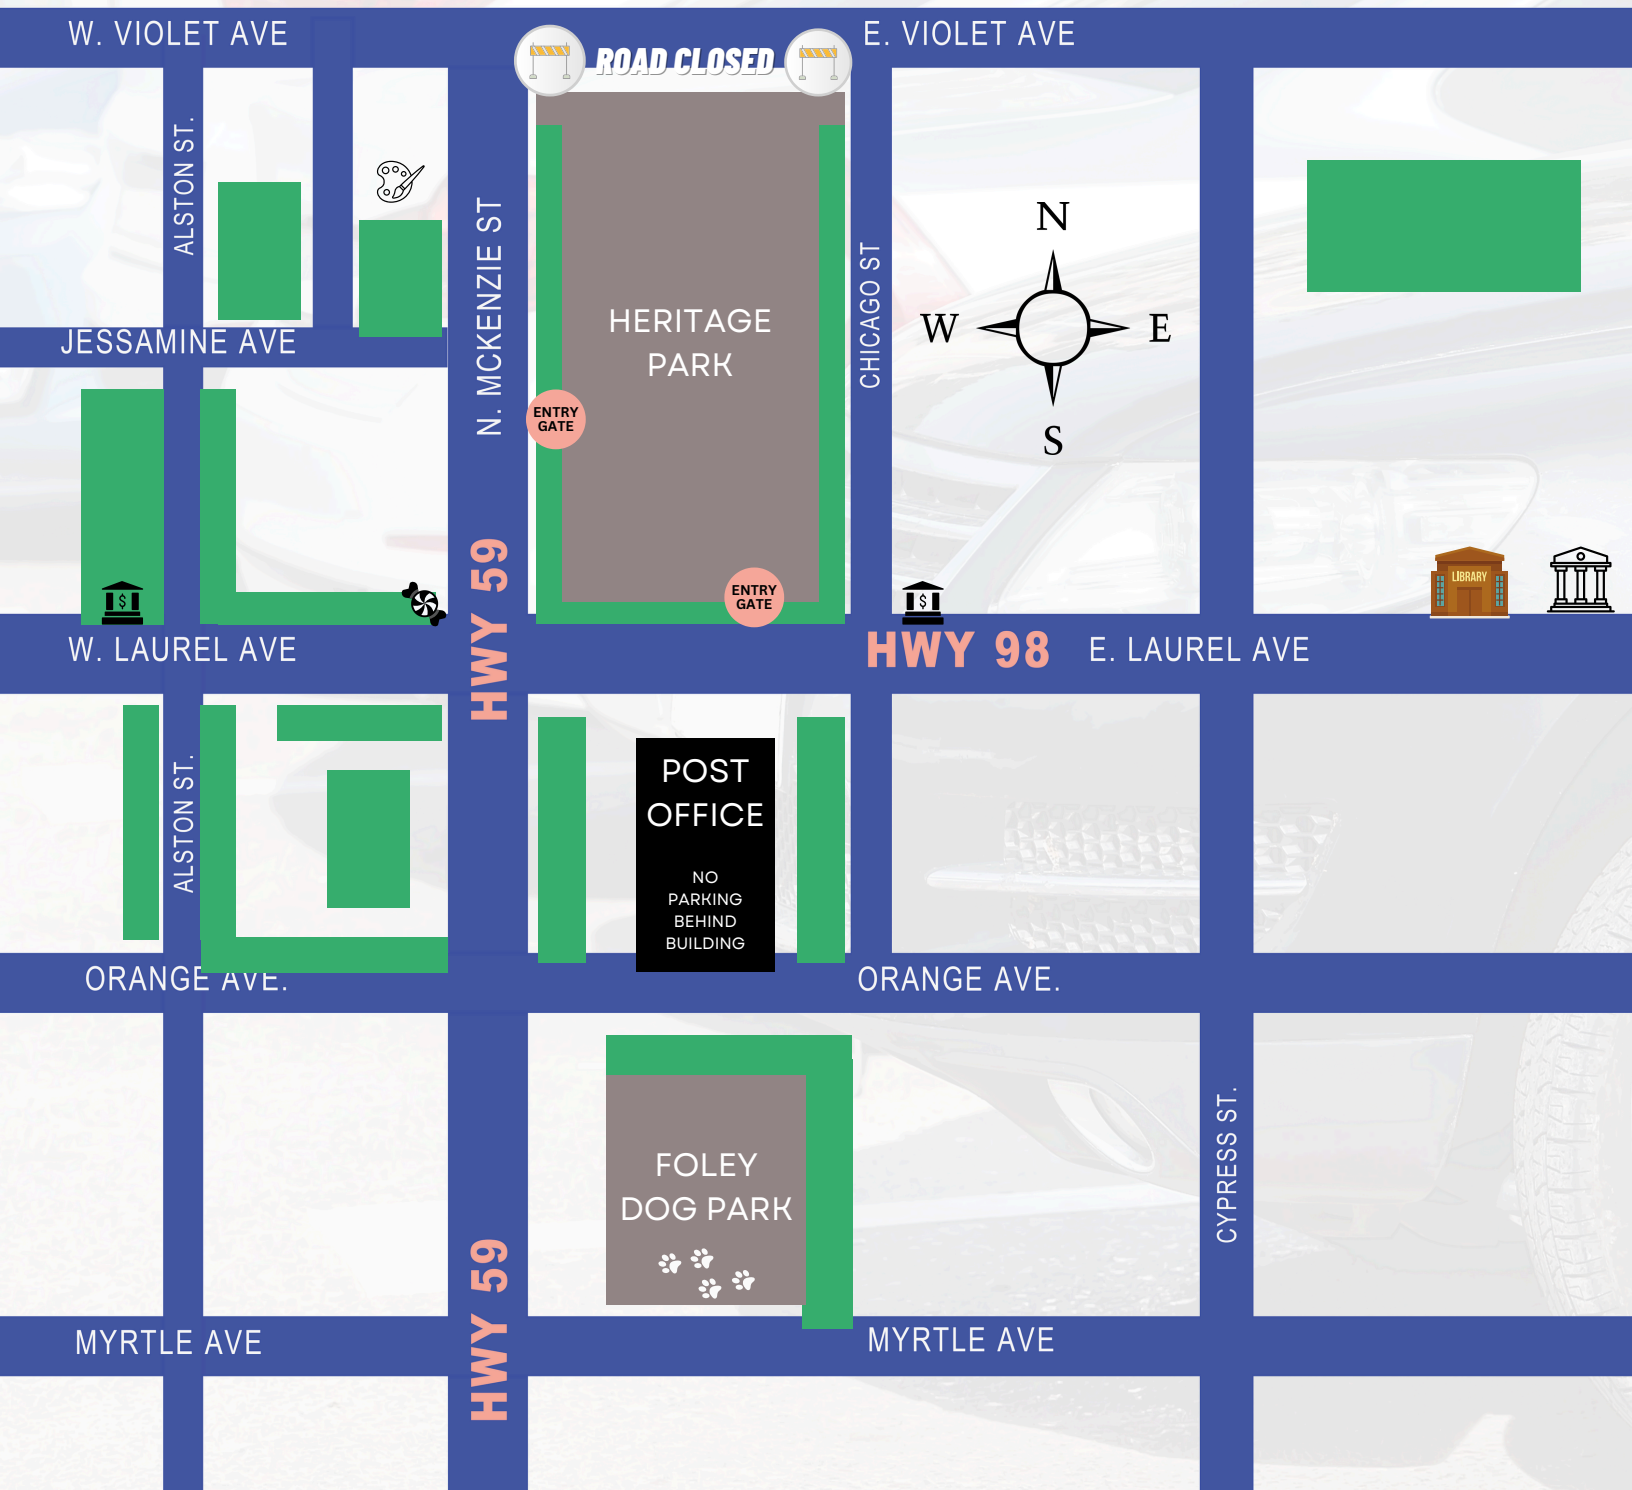 W. VIOLET AVE
ROAD CLOSED
E. VIOLET AVE
ALSTON ST.
N. MCKENZIE ST
HERITAGE
PARK
CHICAGO ST
N
W
E
S
JESSAMINE AVE
ENTRY
GATE
HWY 59
ENTRY
GATE
$
$
LIBRARY
W. LAUREL AVE
HWY 98
E. LAUREL AVE
ALSTON ST.
POST
OFFICE
NO
PARKING
BEHIND
BUILDING
ORANGE AVE.
ORANGE AVE.
FOLEY
DOG PARK
CYPRESS ST.
HWY 59
MYRTLE AVE
MYRTLE AVE